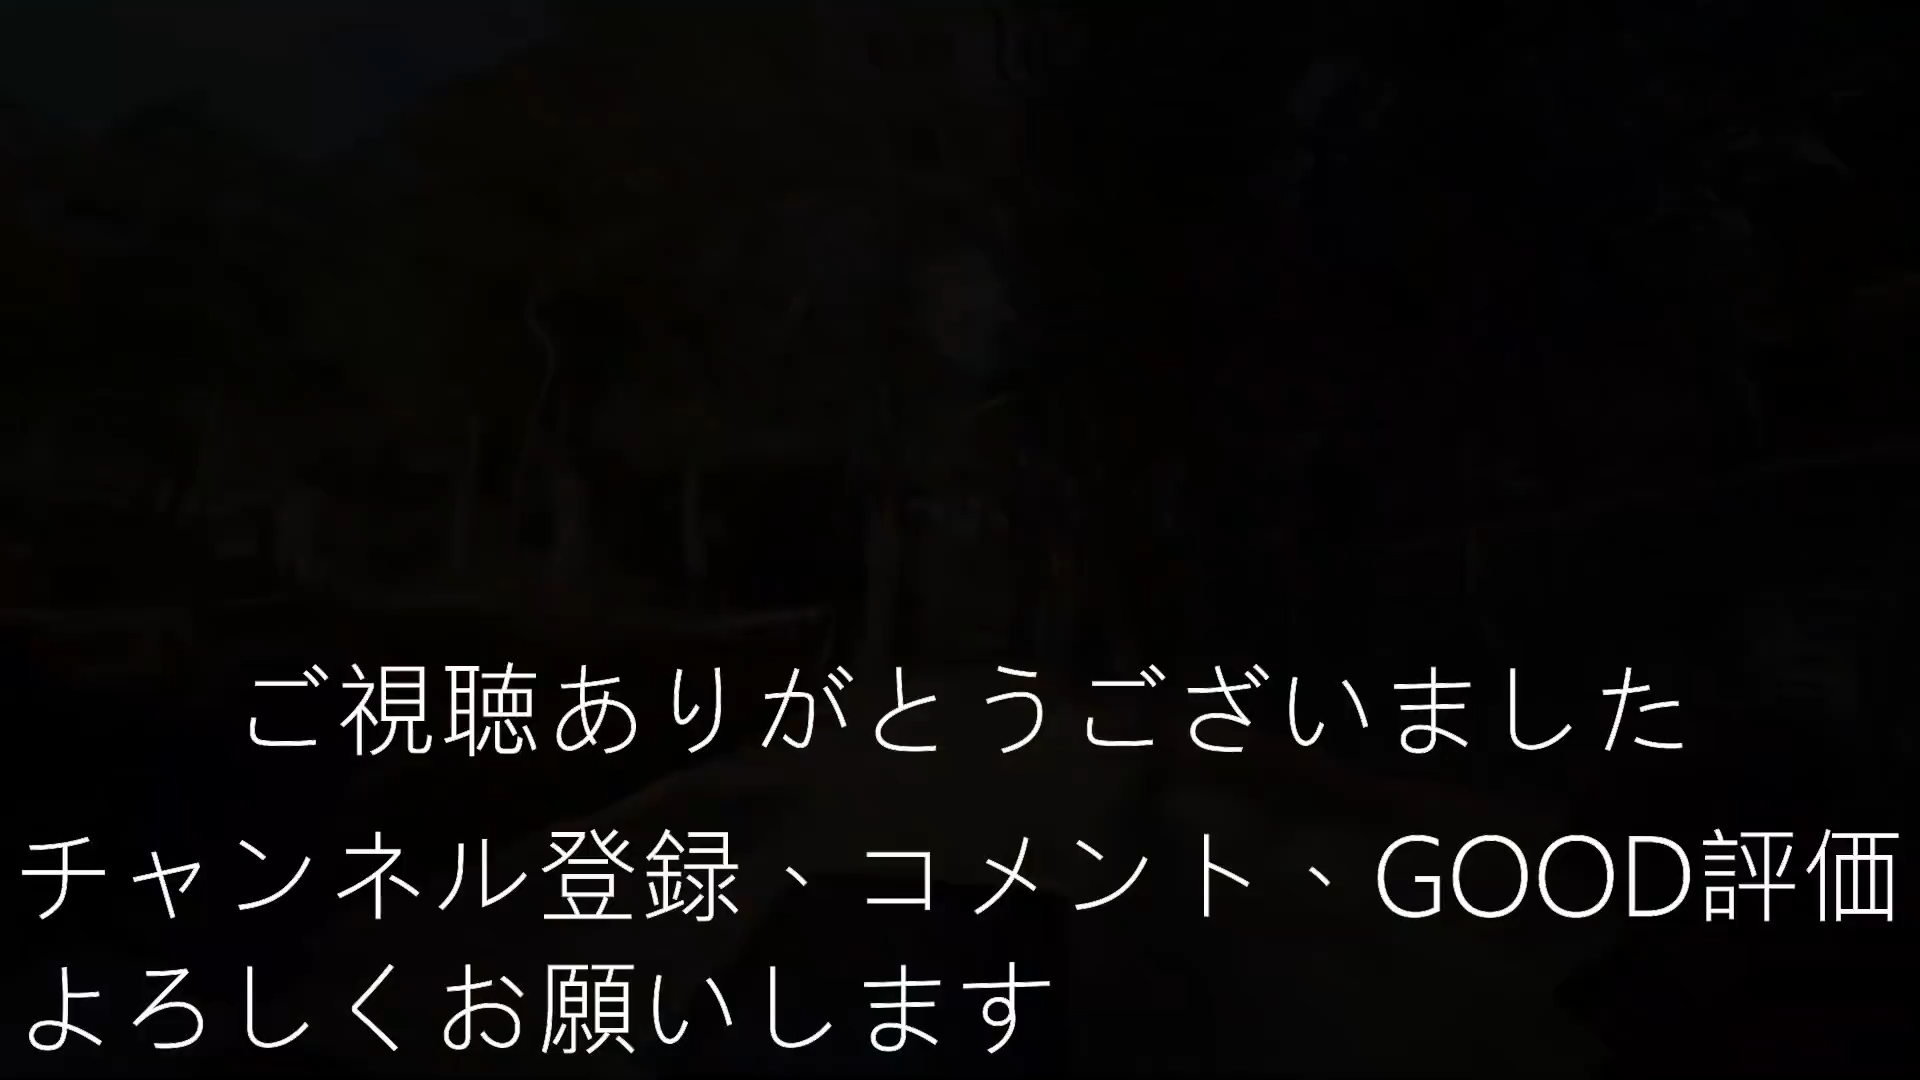 ご視聴ありがとうございました
チャンネル登録、コメント、GOOD評価
よろしくお願いします